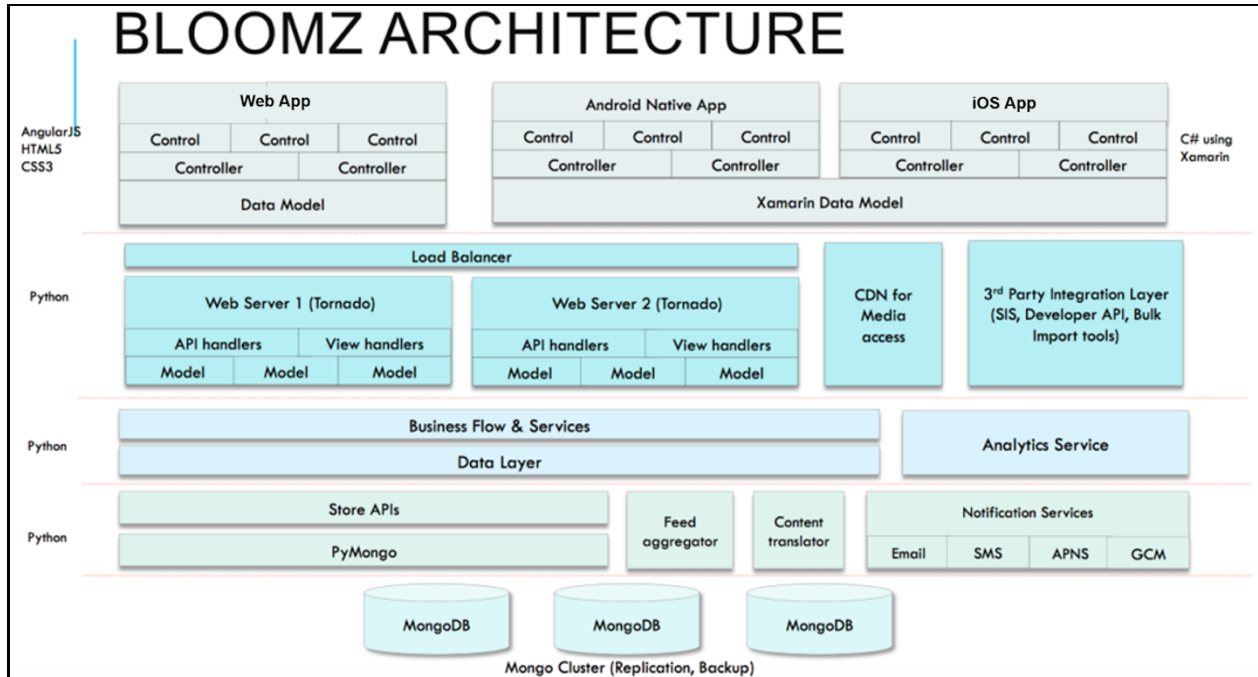 BLOOMZ ARCHITECTURE
AngularJS
HTML5
CSS3
Web App
Control Control Control
Controller Controller
Data Model
Android Native App
Control Control Control
Controller Controller
iOS App
Control Control Control
Controller Controller
Xamarin Data Model
C# using
Xamarin
Python
Load Balancer
Web Server 1 (Tornado)
API handlers View handlers
Model Model Model
Web Server 2 (Tornado)
API handlers View handlers
Model Model Model
CDN for
Media
access
3rd Party Integration Layer
(SIS, Developer API, Bulk
Import tools)
Python
Business Flow & Services
Data Layer
Analytics Service
Python
Store APIs
PyMongo
Feed
aggregator
Content
translator
Notification Services
Email SMS APNS GCM
MongoDB MongoDB MongoDB
Mongo Cluster (Replication, Backup)